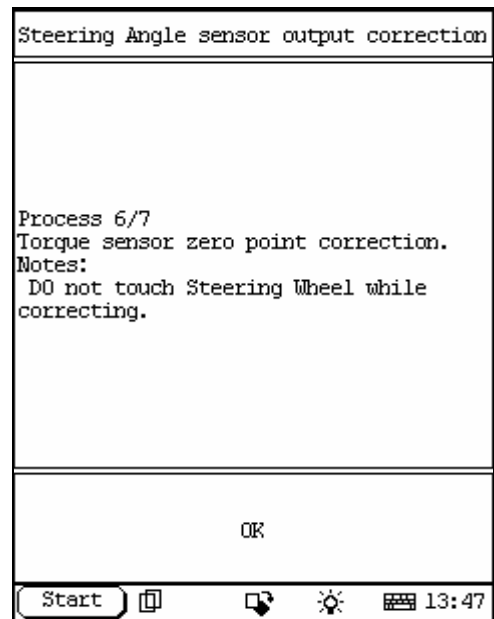 Steering Angle sensor output correction
Process 6/7
Torque sensor zero point correction.
Notes:
DO not touch Steering Wheel while
correcting.
OK
Start 13:47